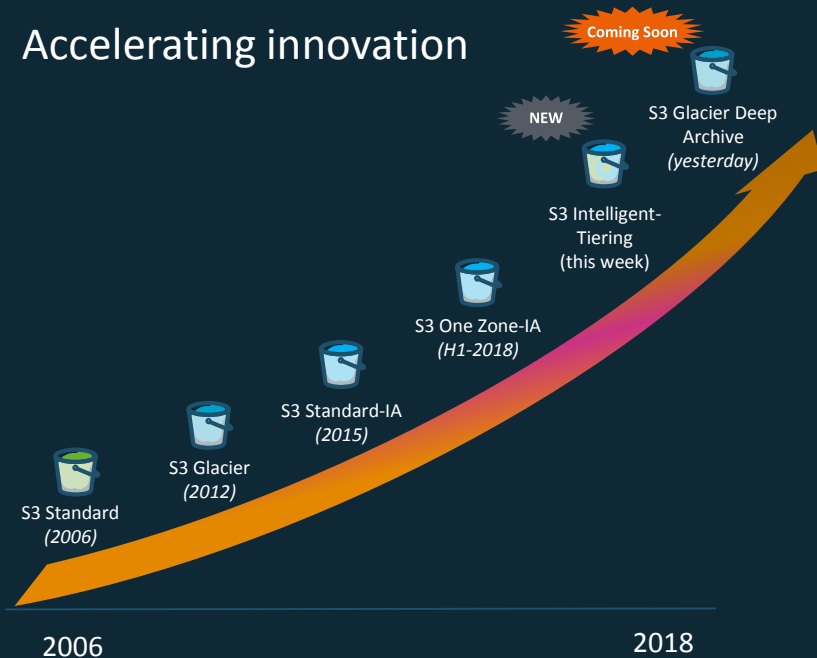 Accelerating innovation
Coming Soon
S3 Glacier Deep
Archive
(yesterday)
NEW
S3 Intelligent-
Tiering
(this week)
S3 One Zone-IA
(H1-2018)
S3 Standard-IA
(2015)
S3 Glacier
(2012)
S3 Standard
(2006)
2006
2018